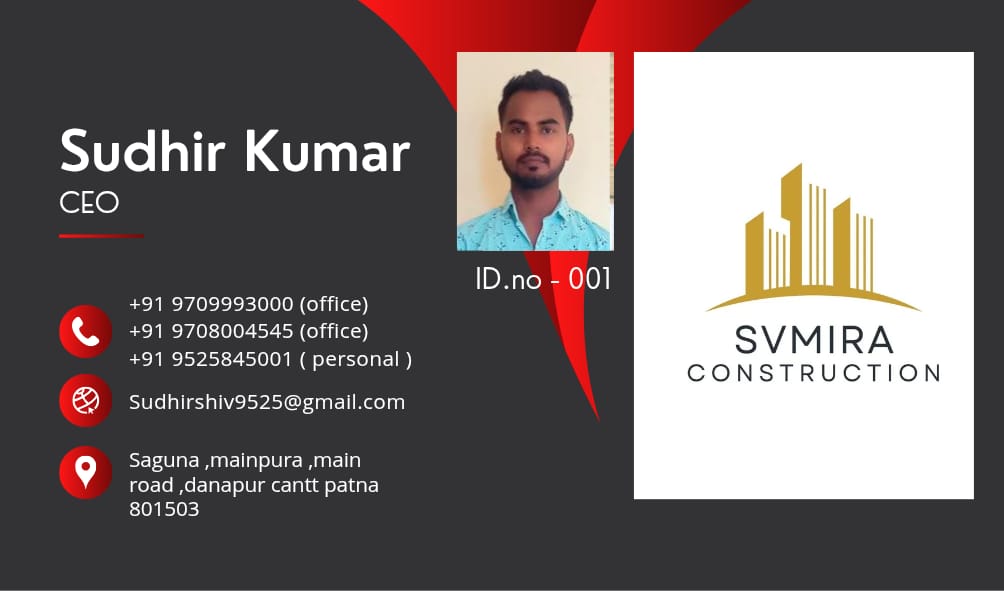 Sudhir Kumar
CEO
+91 9709993000 (office)
+91 9708004545 (office)
+91 9525845001 ( personal )
Sudhirshiv9525@gmail.com
Saguna ,mainpura ,main
road ,danapur cantt patna
801503
ID.no - 001
SVMIRA
CONSTRUCTION